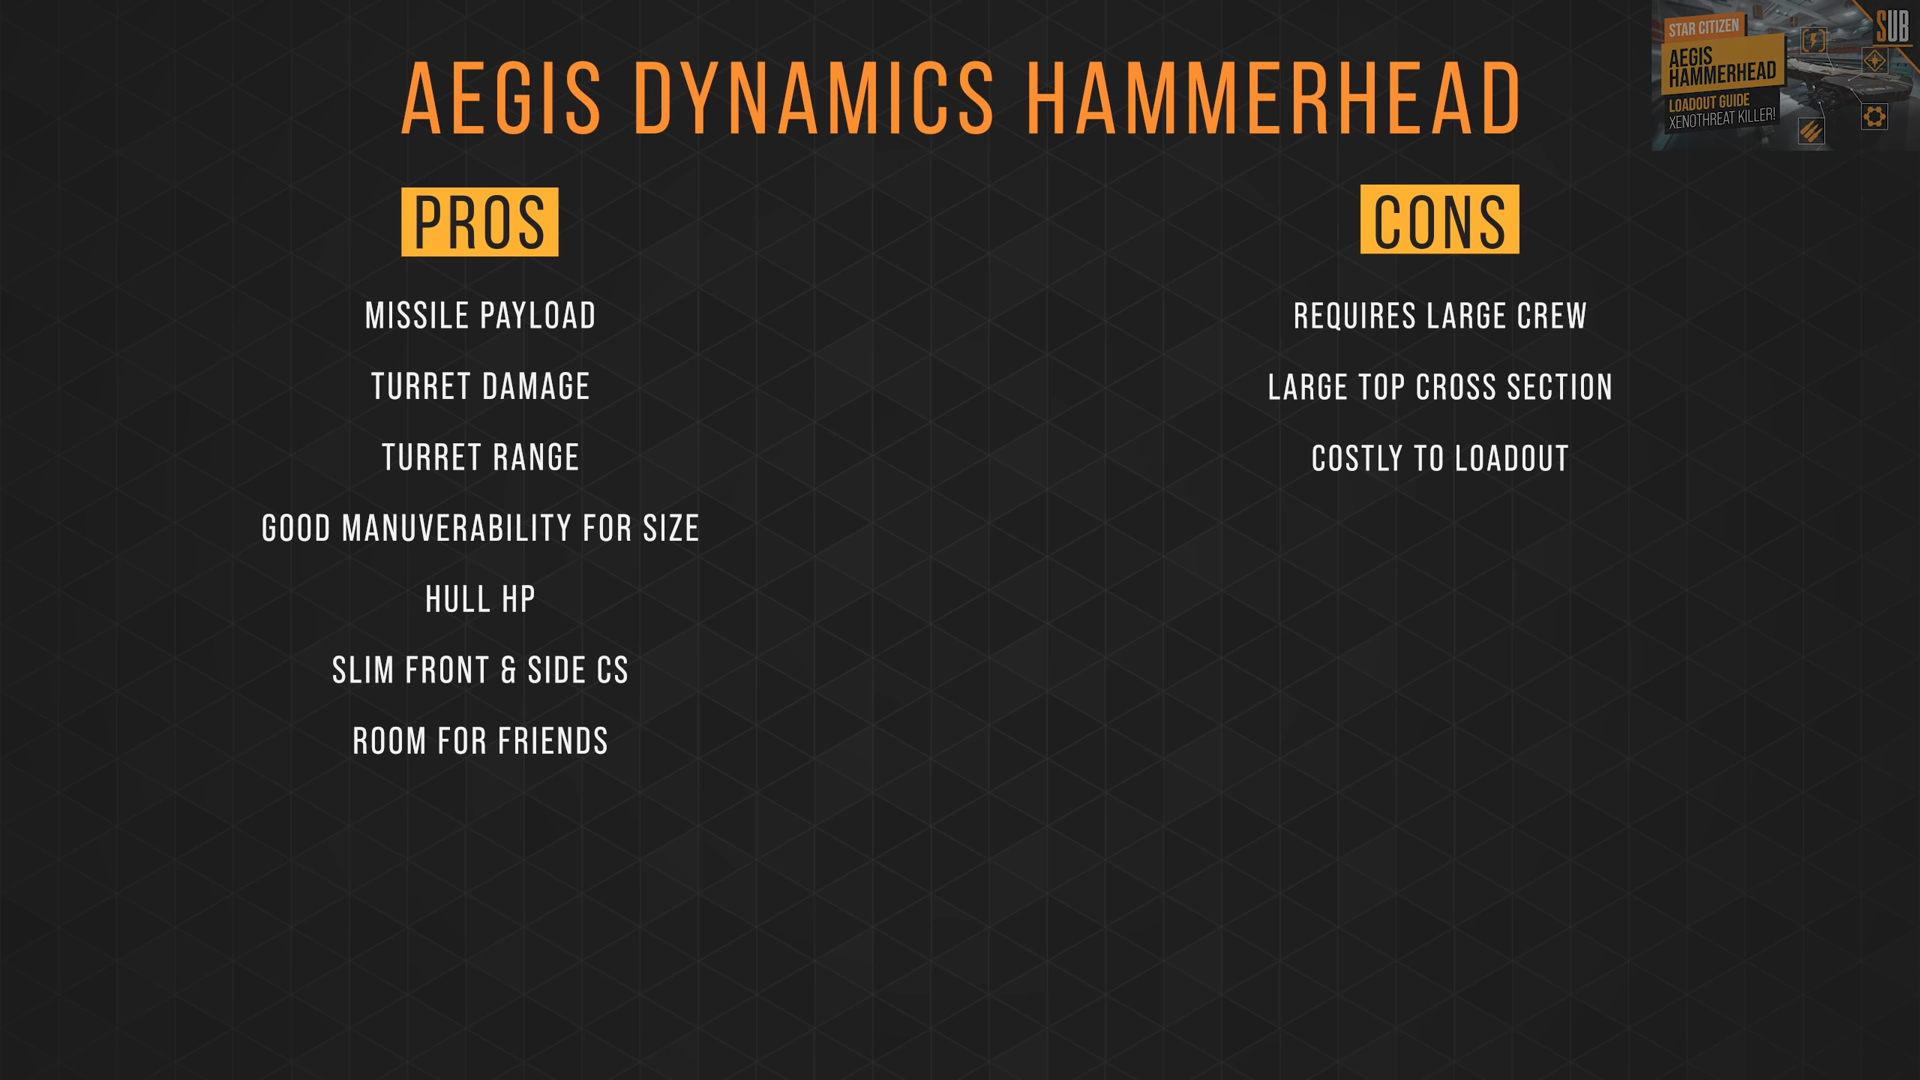 AEGIS DYNAMICS HAMMERHEAD
STAR CITIZEN
AEGIS
HAMMERHEAD
LOADOUT GUIDE
XENOTHREAT KILLER!
SUB
PROS
MISSILE PAYLOAD
TURRET DAMAGE
TURRET RANGE
GOOD MANUVERABILITY FOR SIZE
HULL HP
SLIM FRONT & SIDE CS
ROOM FOR FRIENDS
CONS
REQUIRES LARGE CREW
LARGE TOP CROSS SECTION
COSTLY TO LOADOUT